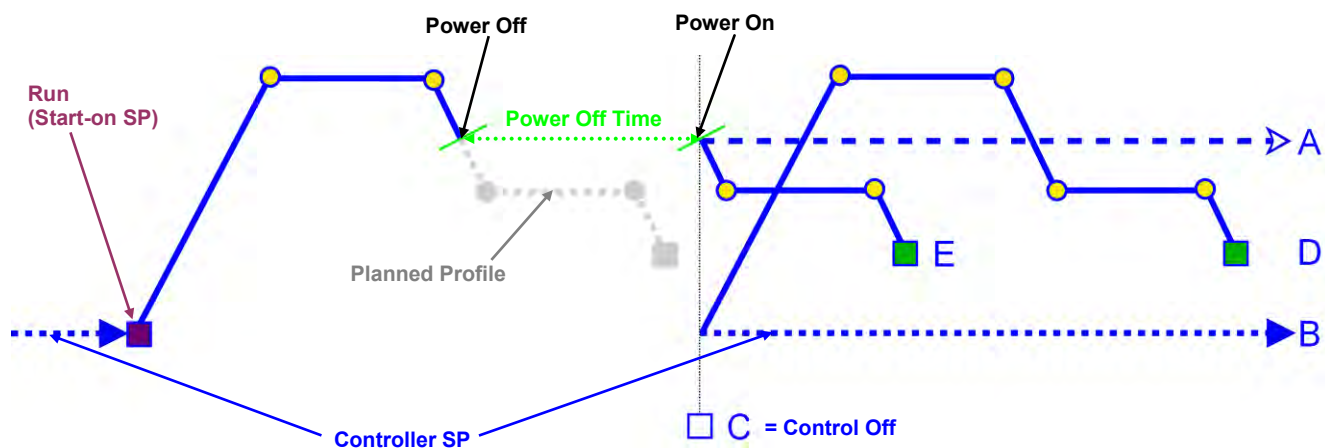 Power Off
Power On
Run
(Start-on SP)
Power Off Time
A
Planned Profile
E
D
B
C = Control Off
Controller SP